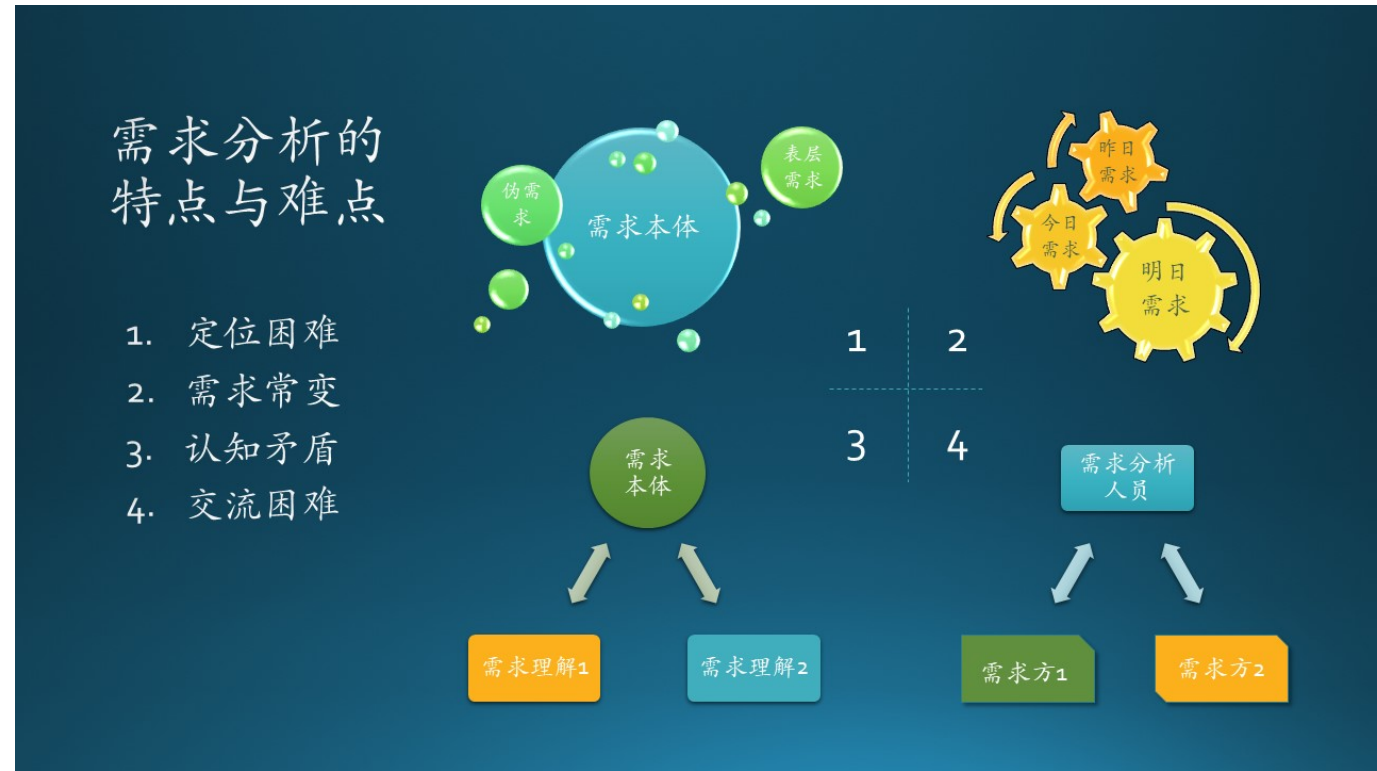 需求分析的
特点与难点
1. 定位困难
2. 需求常变
3. 认知矛盾
4. 交流困难
伪需
求
需求本体
表层
需求
昨日
需求
今日
需求
明日
需求
1
2
3
4
需求
本体
需求理解1
需求理解2
需求分析
人员
需求方1
需求方2